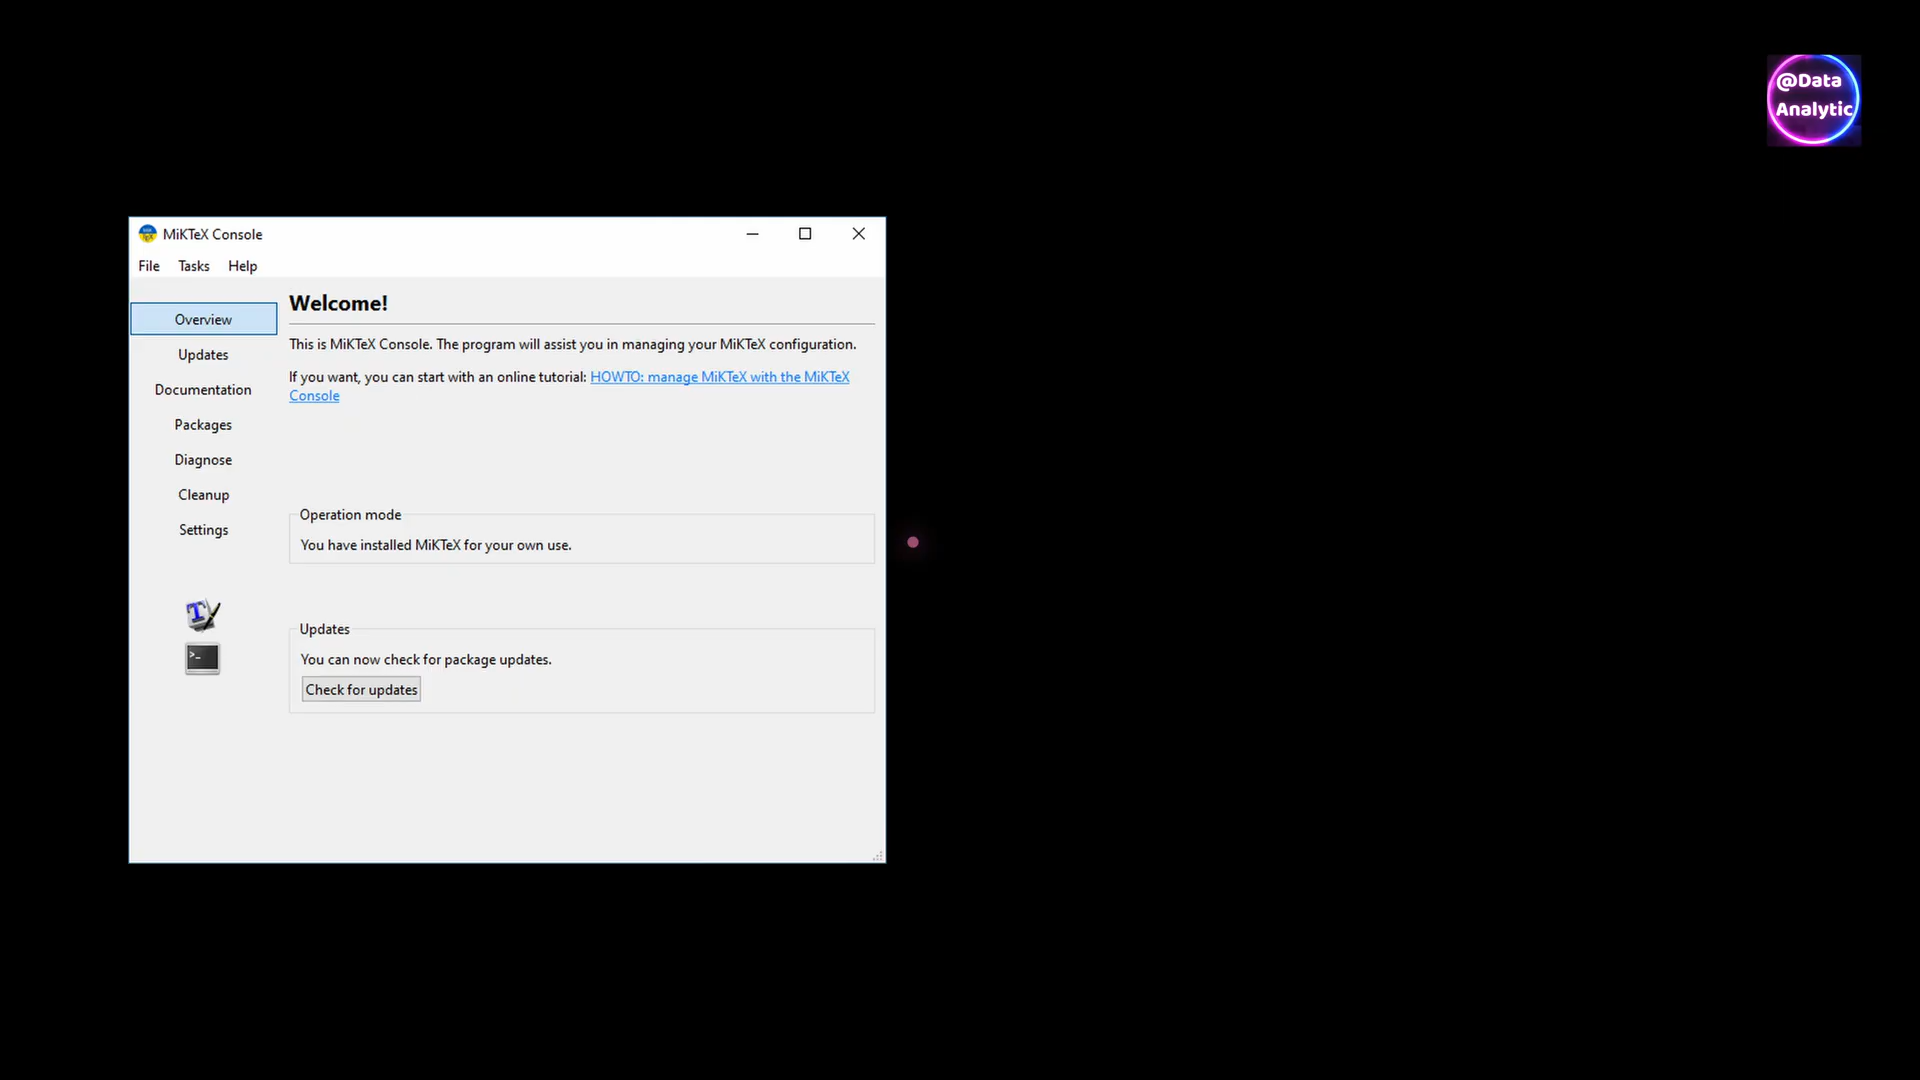 @Data
Analytic
MiKTeX Console
File Tasks Help
Overview
Updates
Documentation
Packages
Diagnose
Cleanup
Settings
Welcome!
This is MiKTeX Console. The program will assist you in managing your MiKTeX configuration.
If you want, you can start with an online tutorial: HOWTO: manage MiKTeX with the MiKTeX
Console
Operation mode
You have installed MiKTeX for your own use.
Updates
You can now check for package updates.
Check for updates